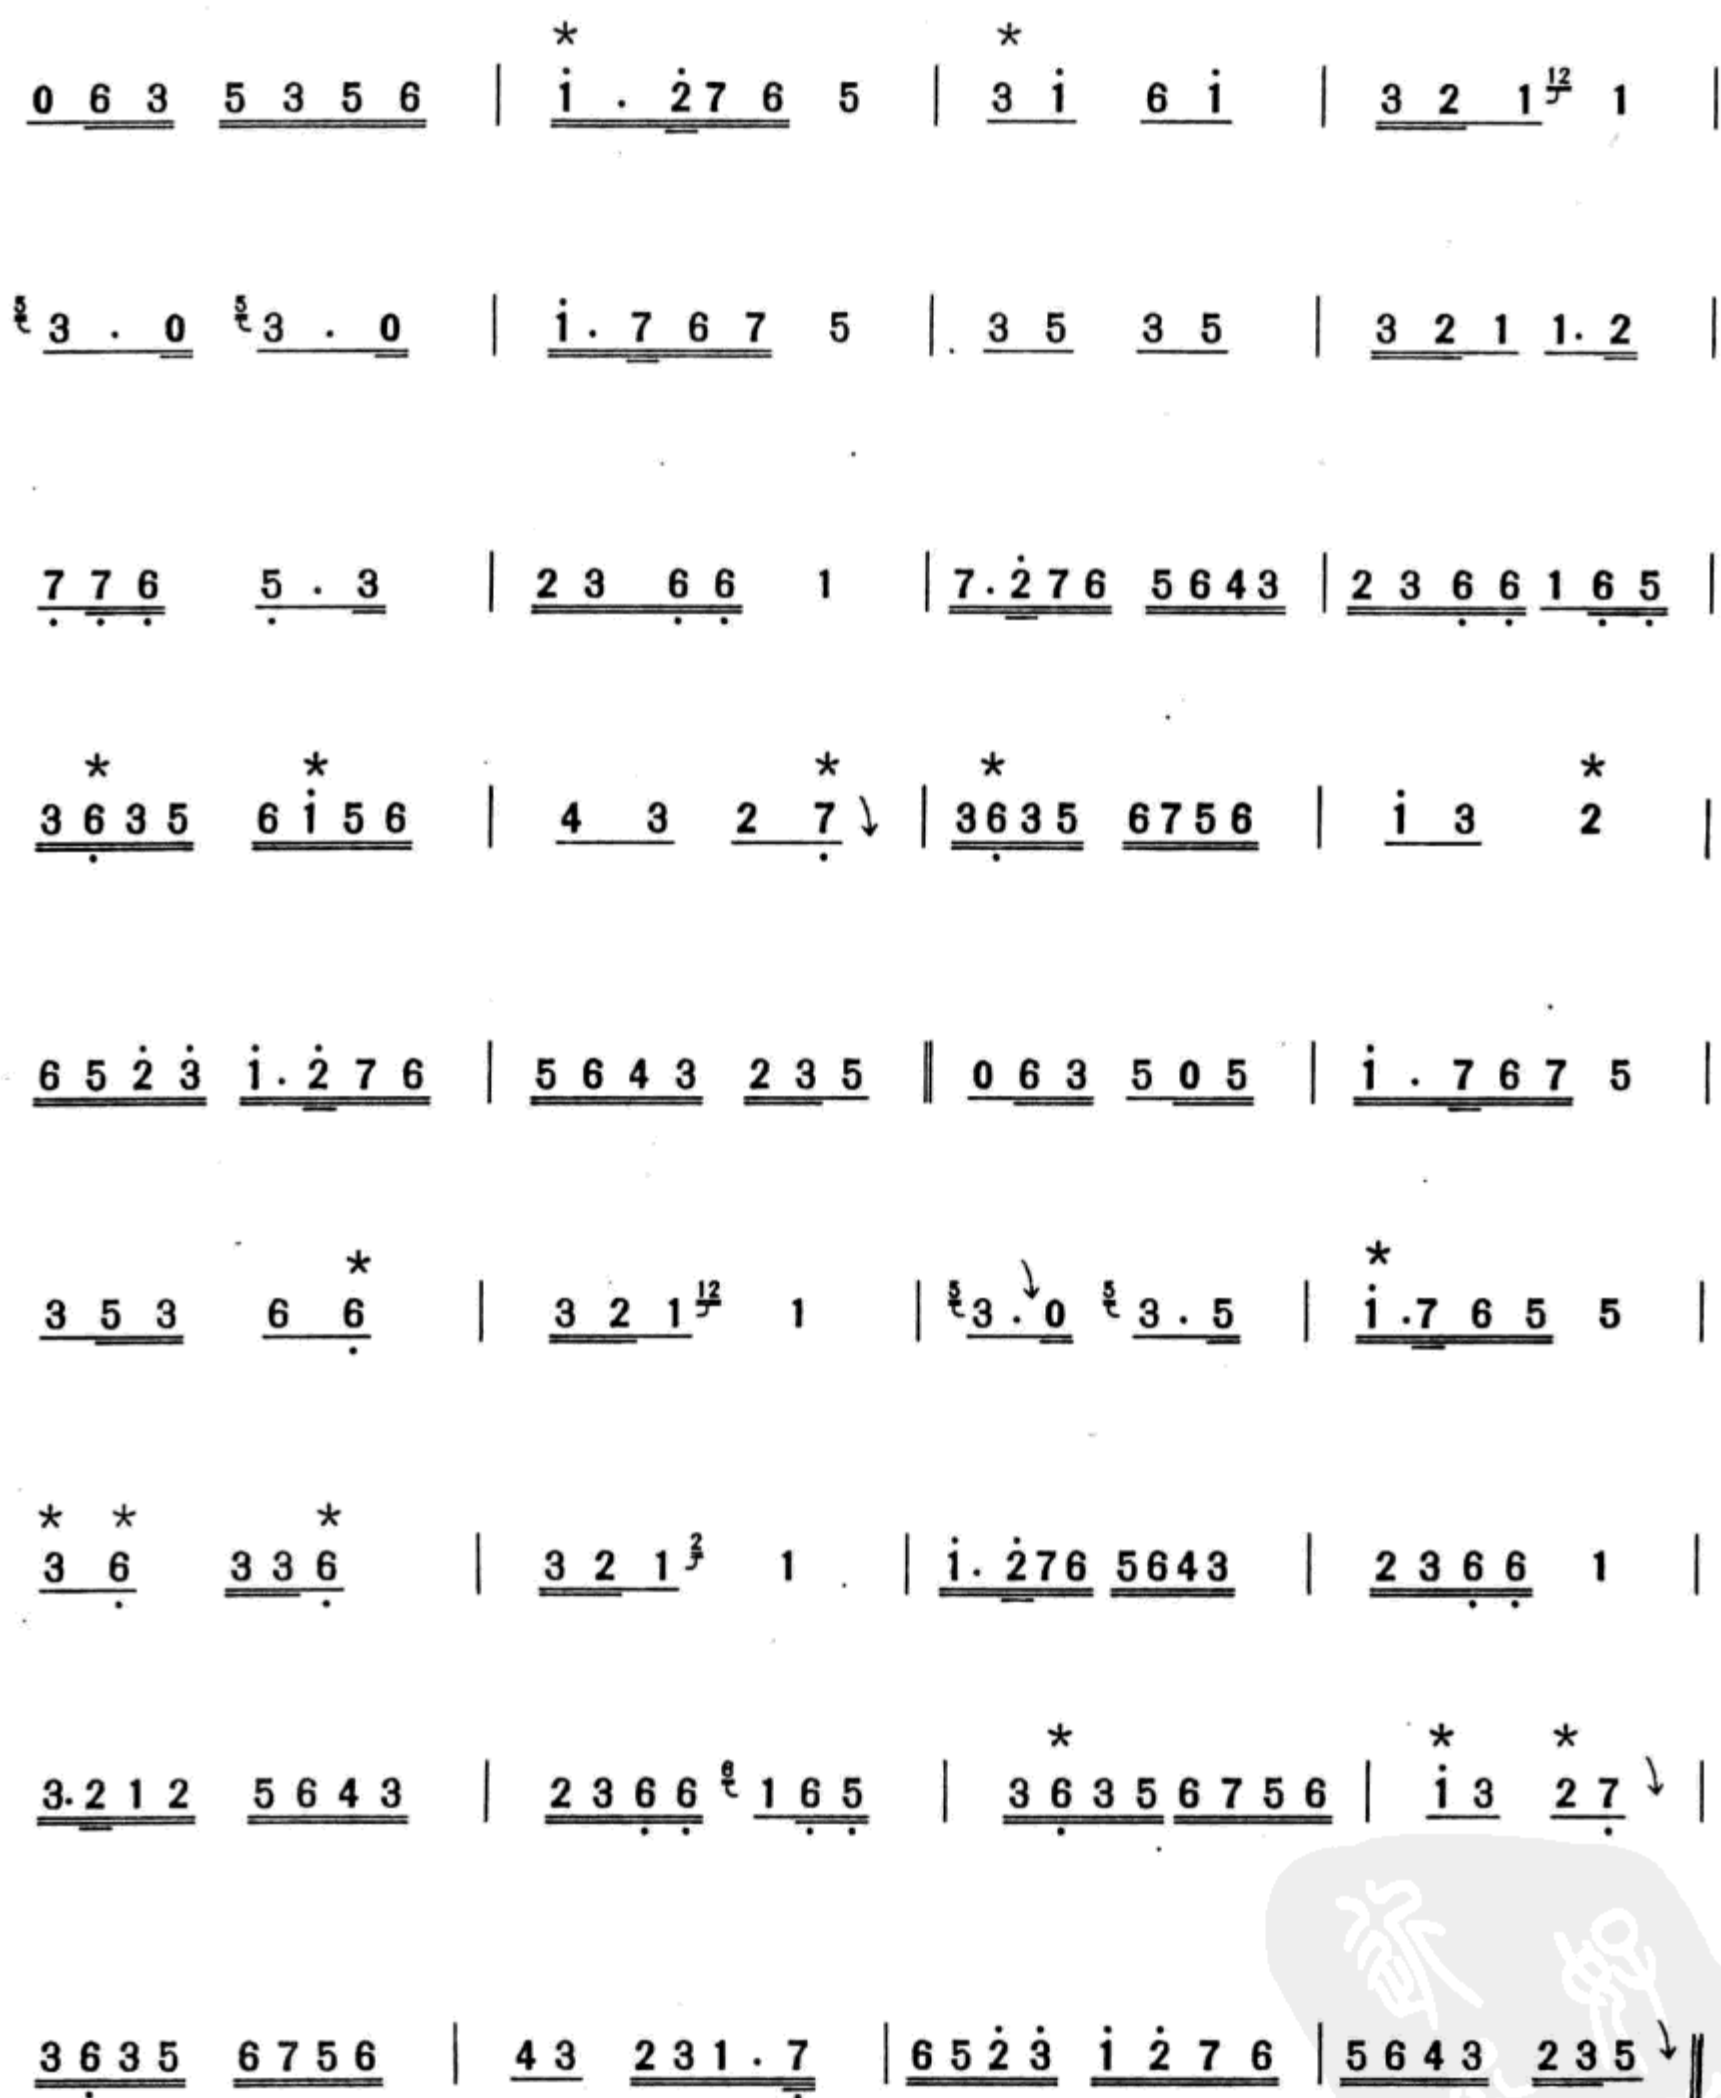 0 6 3 5 3 5 6 | * i̇ . 2̇ 7 6 5 | * 3 i̇ 6 i̇ | 3 2 1 12 1 |
5 3 . 0 5 3 . 0 | i̇ . 7 6 7 5 | 3 5 3 5 | 3 2 1 1 . 2 |
7̣ 7̣ 6̣ 5̣ . 3 | 2 3 6̣ 6̣ 1 | 7 . 2̇ 7 6 5 6 4 3 | 2 3 6̣ 6̣ 1 6̣ 5̣ |
* * * * *
3 6̣ 3 5 6 i̇ 5 6 | 4 3 2 7̣ ↘ | 3 6̣ 3 5 6 7 5 6 | i̇ 3 2 |
6 5 2̇ 3̇ i̇ . 2̇ 7 6 | 5 6 4 3 2 3 5 ‖ 0 6 3 5 0 5 | i̇ . 7 6 7 5 |
* ↘ *
3 5 3 6 6̣ | 3 2 1 12 1 | 5 3 . 0 5 3 . 5 | i̇ . 7 6 5 5 |
* * *
3 6̣ 3 3 6̣ | 3 2 1 2 1 | i̇ . 2̇ 7 6 5 6 4 3 | 2 3 6̣ 6̣ 1 |
* * *
3 . 2 1 2 5 6 4 3 | 2 3 6̣ 6̣ 6 1 6̣ 5̣ | 3 6̣ 3 5 6 7 5 6 | i̇ 3 2 7̣ ↘ |
3 6̣ 3 5 6 7 5 6 | 4 3 2 3 1 . 7̣ | 6 5 2̇ 3̇ i̇ 2̇ 7 6 | 5 6 4 3 2 3 5 ↘ ‖